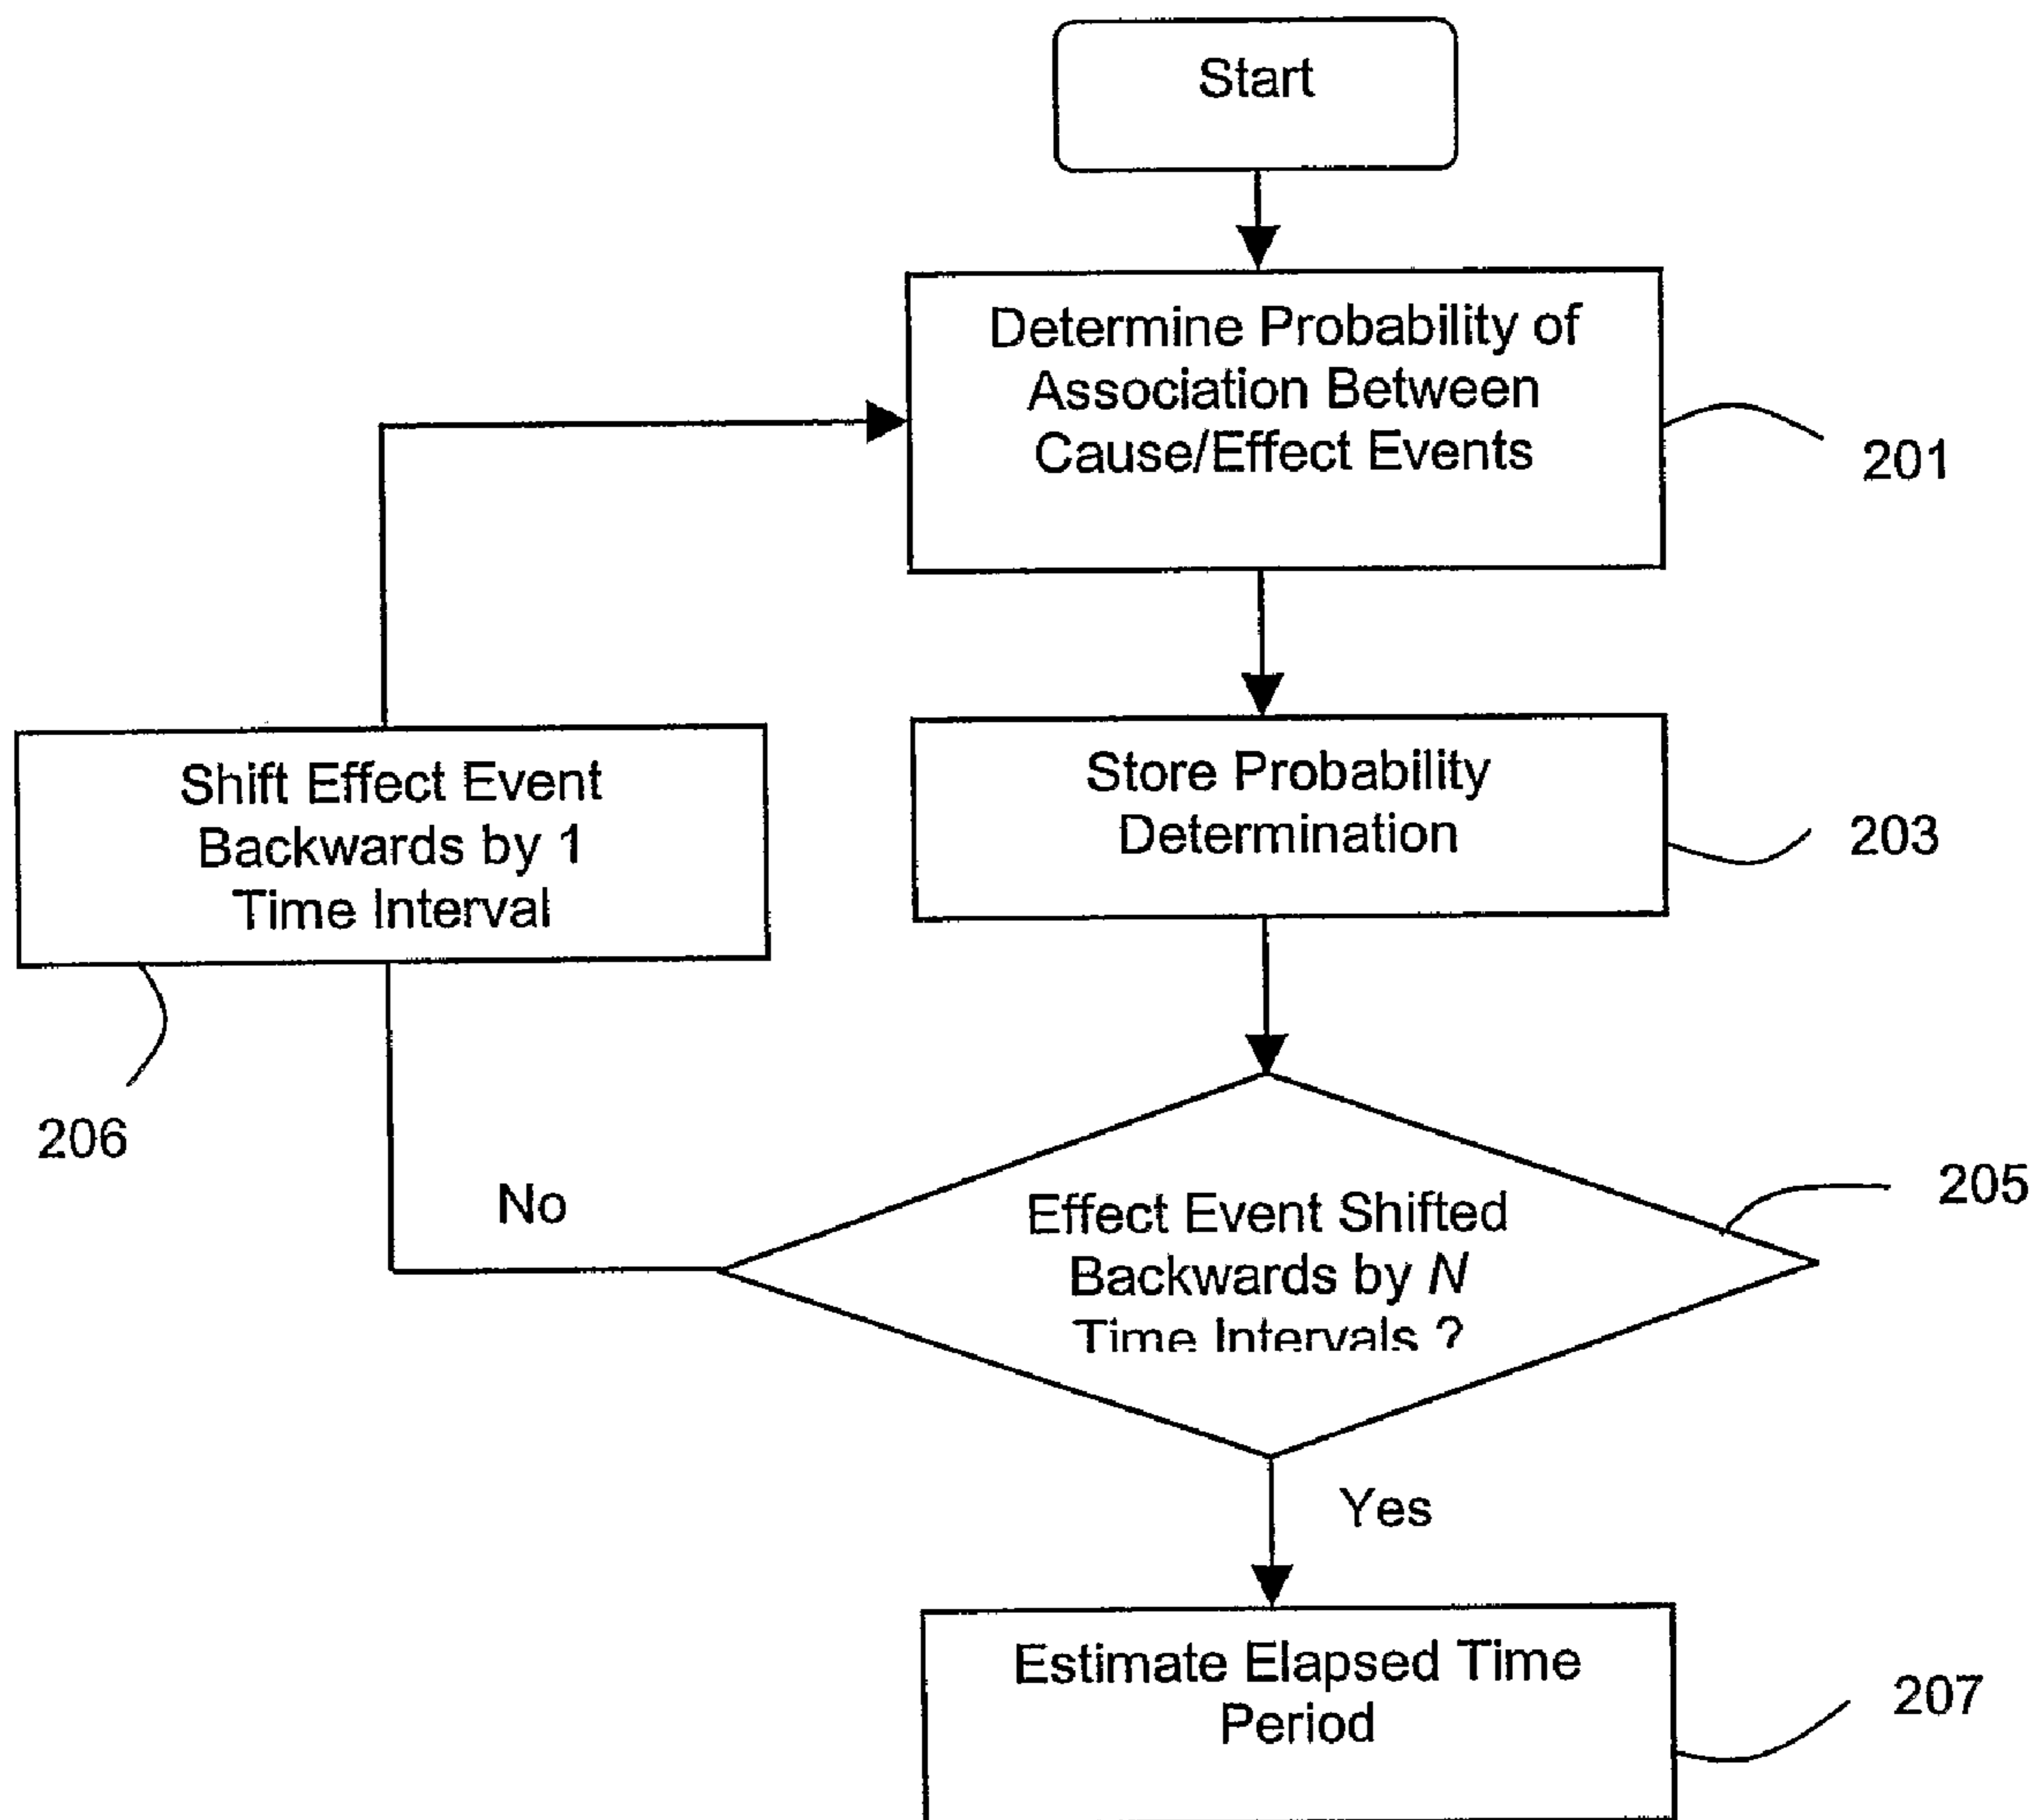 Start
Determine Probability of
Association Between
Cause/Effect Events
201
Shift Effect Event
Backwards by 1
Time Interval
206
Store Probability
Determination
203
No
Effect Event Shifted
Backwards by N
Time Intervals ?
205
Yes
Estimate Elapsed Time
Period
207